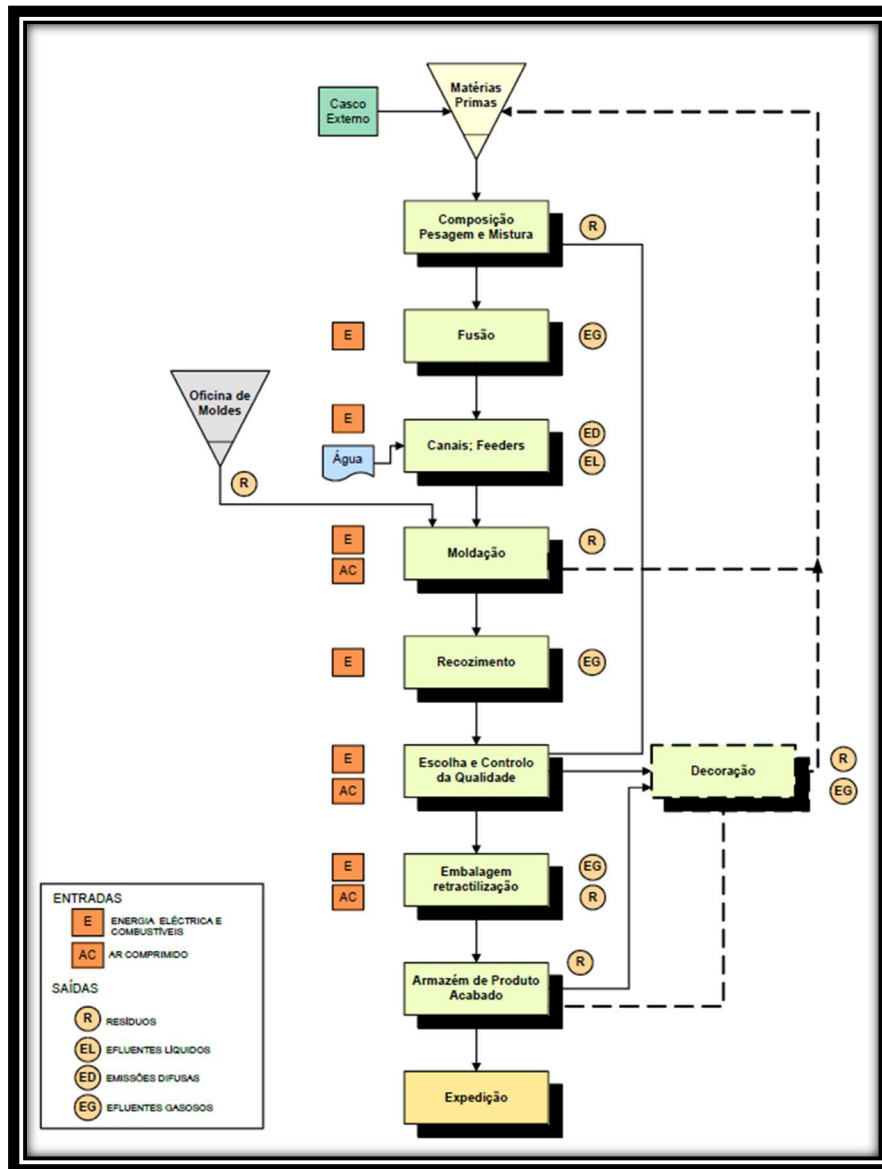 Matérias
Primas
Casco
Externo
Composição
Pesagem e Mistura
R
E
Fusão
EG
Oficina de
Moldes
E
Canais; Feeders
ED
Água
EL
R
E
Moldação
R
AC
E
Recozimento
EG
E
Escolha e Controlo
da Qualidade
AC
Decoração
R
EG
E
Embalagem
retractilização
EG
AC
R
Armazém de Produto
Acabado
R
Expedição
ENTRADAS
E ENERGIA ELÉCTRICA E
COMBUSTÍVEIS
AC AR COMPRIMIDO
SAÍDAS
R RESÍDUOS
EL EFLUENTES LÍQUIDOS
ED EMISSÕES DIFUSAS
EG EFLUENTES GASOSOS